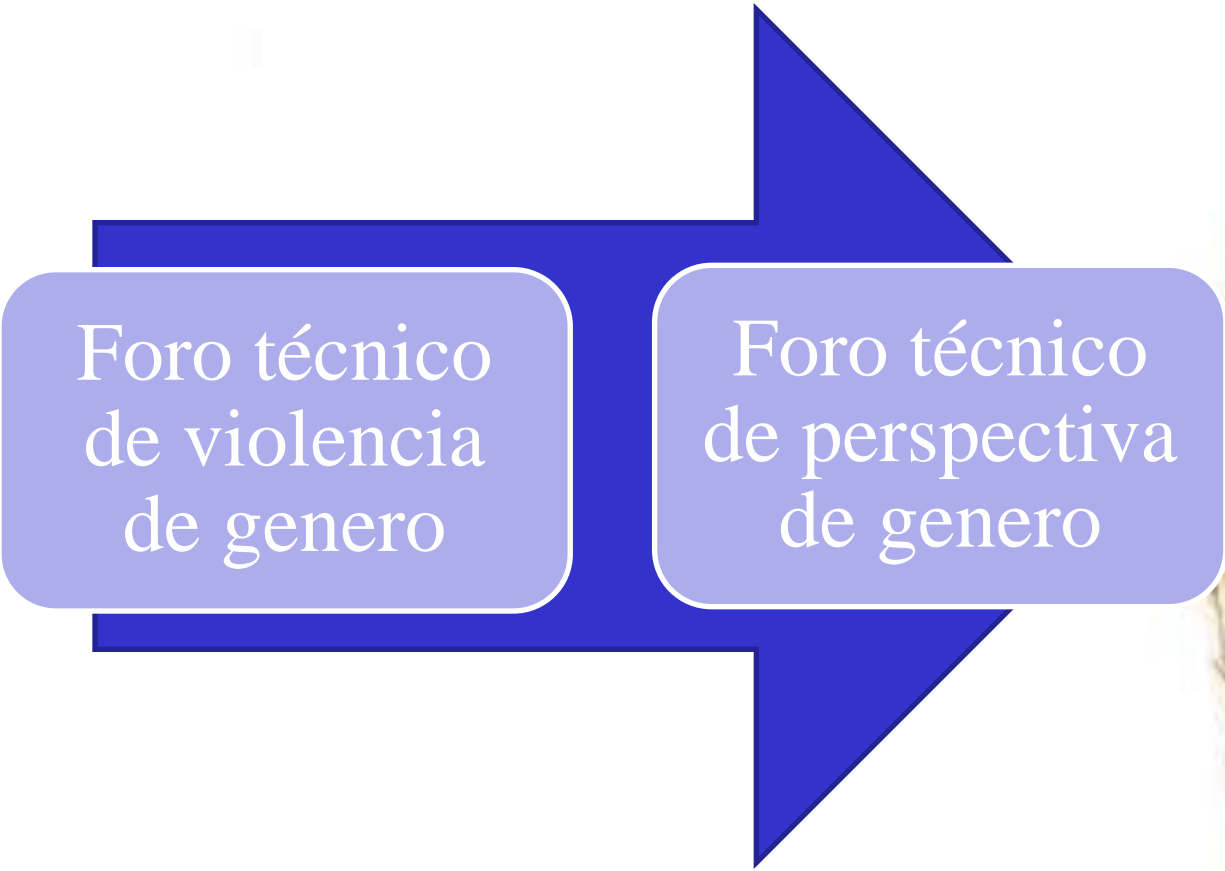 Foro técnico
de violencia
de genero
Foro técnico
de perspectiva
de genero